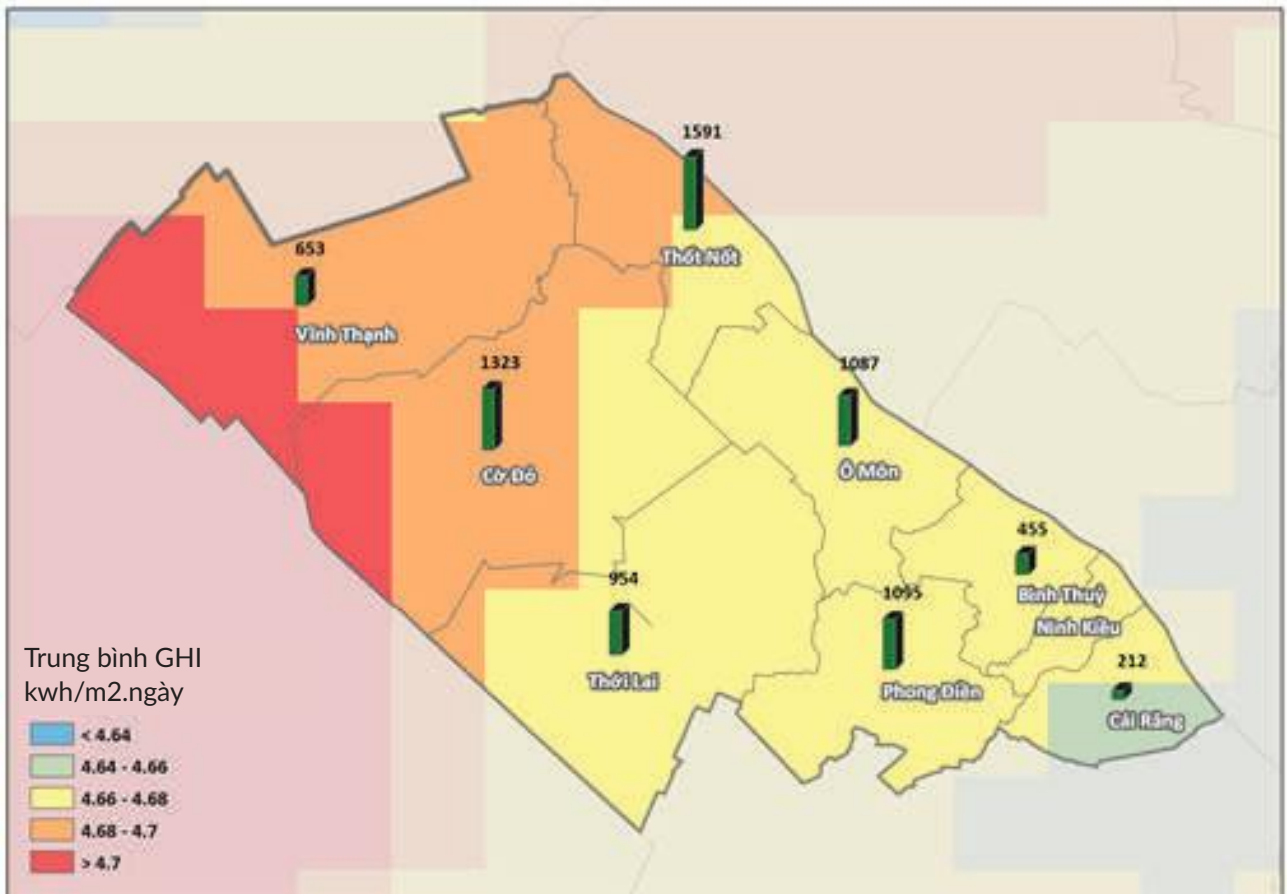 1591
Thốt Nốt
653
Vĩnh Thạnh
1323
Cờ Đỏ
1087
Ô Môn
455
Bình Thuỷ
Ninh Kiều
954
Thới Lai
1095
Phong Điền
212
Cái Răng
Trung bình GHI
kwh/m2.ngày
< 4.64
4.64 - 4.66
4.66 - 4.68
4.68 - 4.7
> 4.7